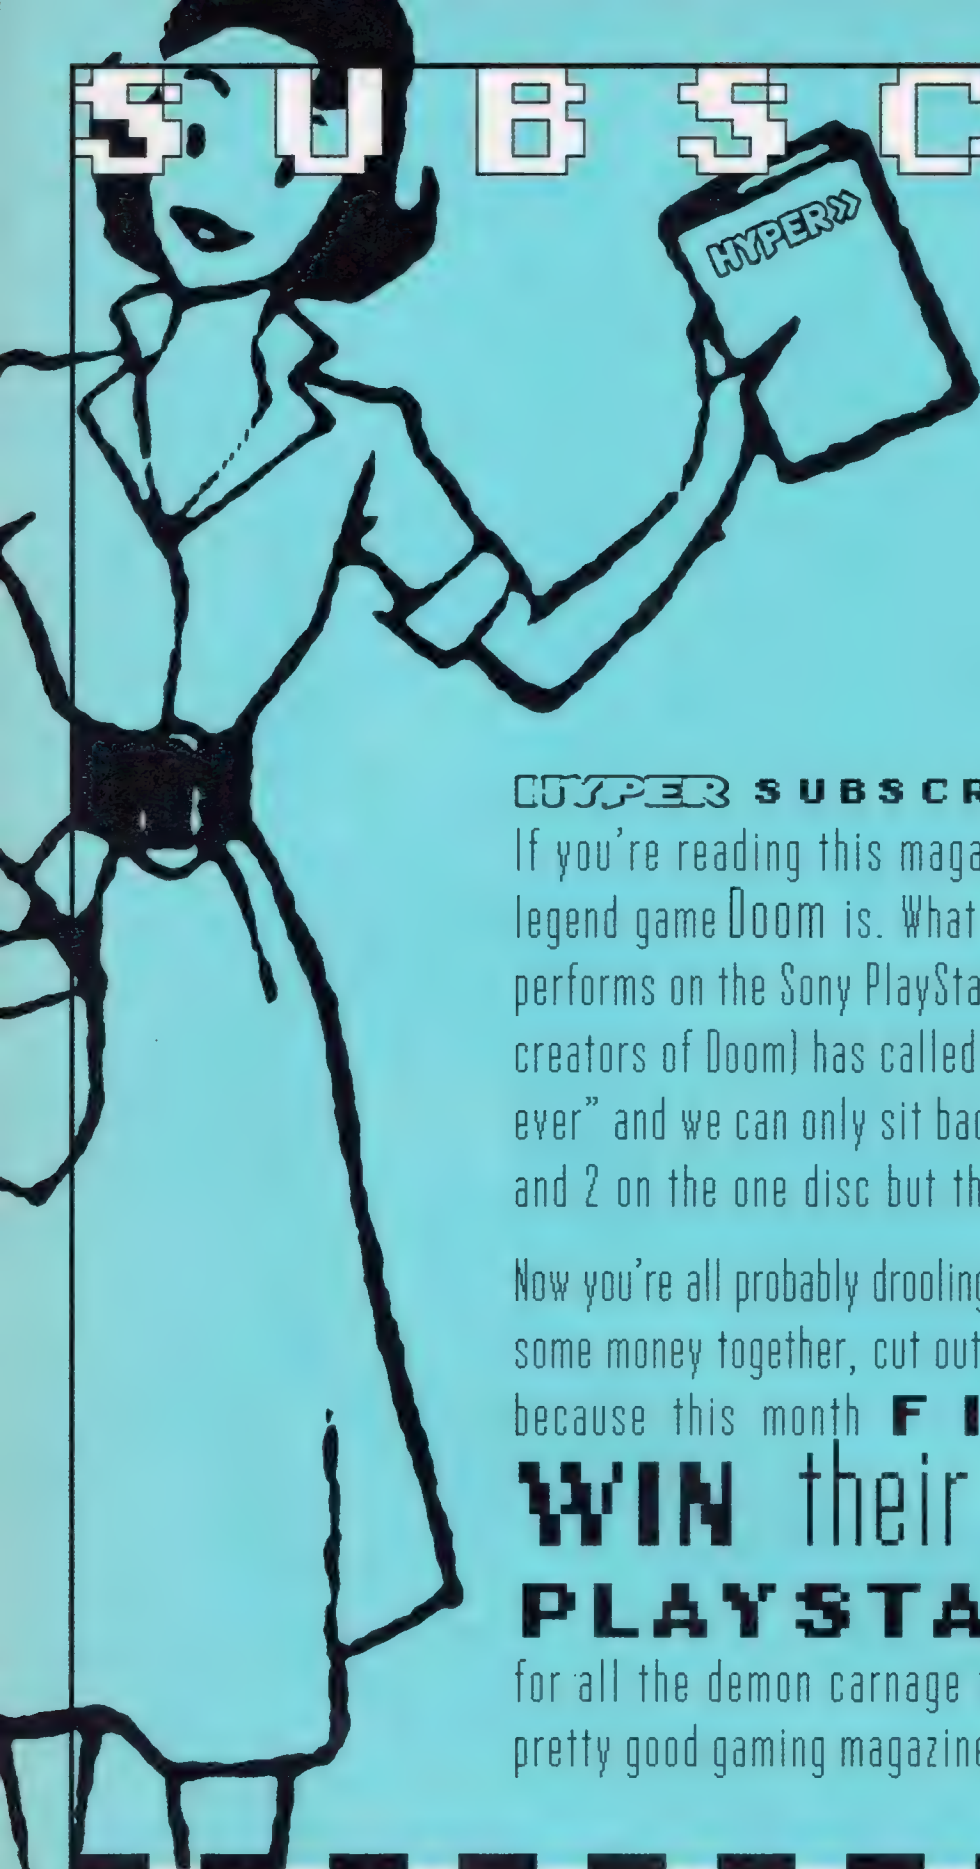 SUBSC
HYPER»
HYPER SUBSCR
If you're reading this maga
legend game Doom is. What
performs on the Sony PlaySta
creators of Doom) has called
ever" and we can only sit bac
and 2 on the one disc but th
Now you're all probably drooling
some money together, cut out
because this month FI
WIN their
PLAYSTA
for all the demon carnage
pretty good gaming magazine